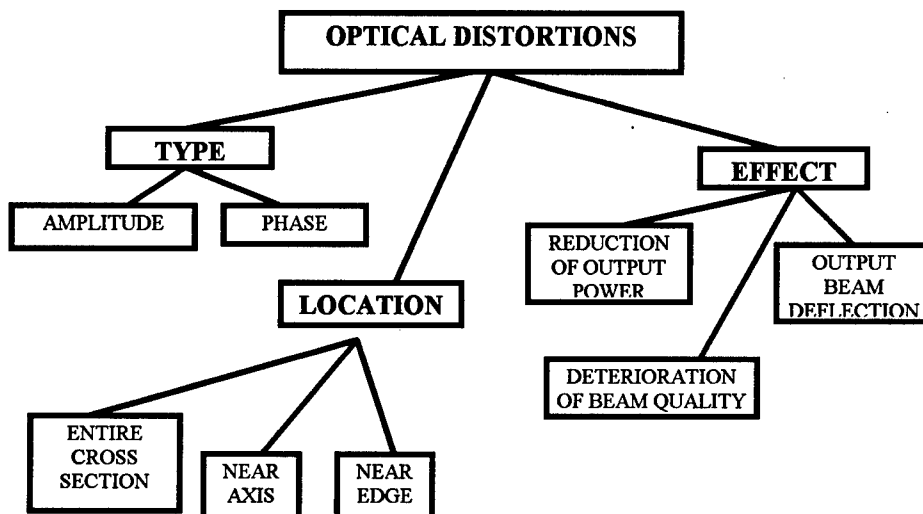 OPTICAL DISTORTIONS
TYPE
AMPLITUDE
PHASE
LOCATION
ENTIRE
CROSS
SECTION
NEAR
AXIS
NEAR
EDGE
EFFECT
REDUCTION
OF OUTPUT
POWER
DETERIORATION
OF BEAM QUALITY
OUTPUT
BEAM
DEFLECTION